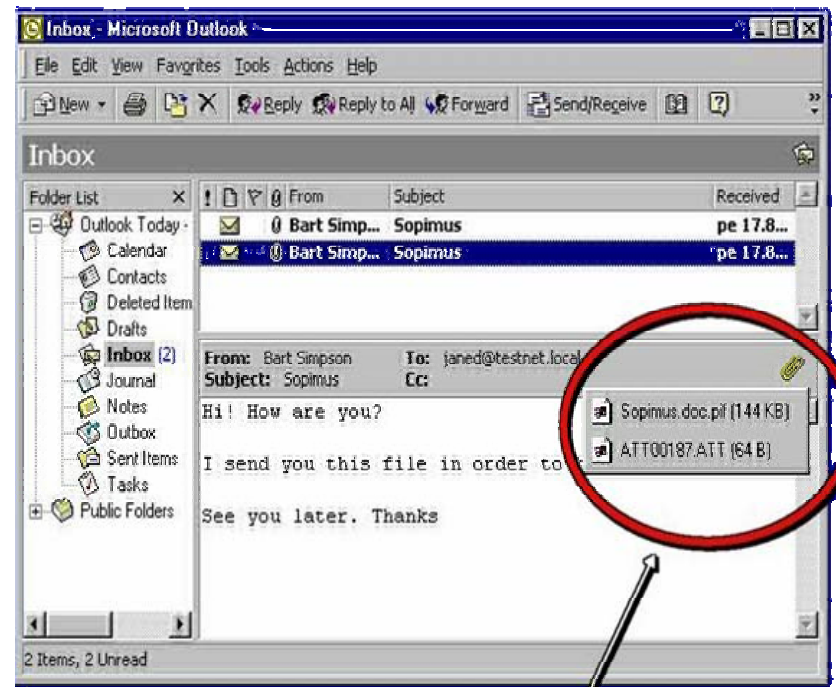 Inbox - Microsoft Outlook
File Edit View Favorites Tools Actions Help
New Reply Reply to All Forward Send/Receive
Inbox
Folder List ! From Subject Received
Outlook Today - Bart Simp... Sopimus pe 17.8...
Calendar Bart Simp... Sopimus pe 17.8...
Contacts
Deleted Item
Drafts
Inbox (2) From: Bart Simpson To: janed@testnet.local
Journal Subject: Sopimus Cc:
Notes Hi! How are you? Sopimus.doc.pif (144 KB)
Outbox ATT00187.ATT (64 B)
Sent Items I send you this file in order to
Tasks
Public Folders See you later. Thanks
2 Items, 2 Unread